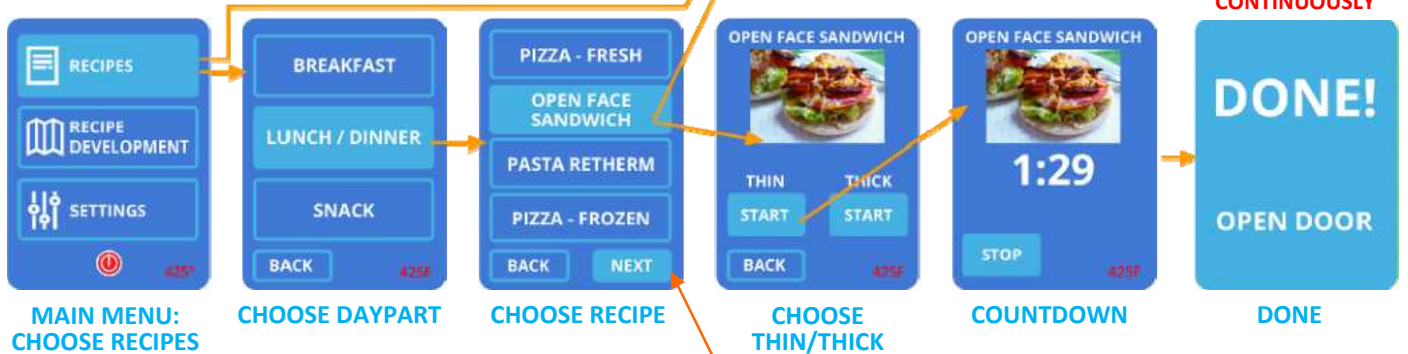 CONTINUOUSLY
RECIPES
RECIPE
DEVELOPMENT
SETTINGS
425°
MAIN MENU:
CHOOSE RECIPES
BREAKFAST
LUNCH / DINNER
SNACK
BACK
425F
CHOOSE DAYPART
PIZZA - FRESH
OPEN FACE
SANDWICH
PASTA RETHERM
PIZZA - FROZEN
BACK
NEXT
CHOOSE RECIPE
OPEN FACE SANDWICH
THIN
THICK
START
START
BACK
425F
CHOOSE
THIN/THICK
OPEN FACE SANDWICH
1:29
STOP
425F
COUNTDOWN
DONE!
OPEN DOOR
DONE